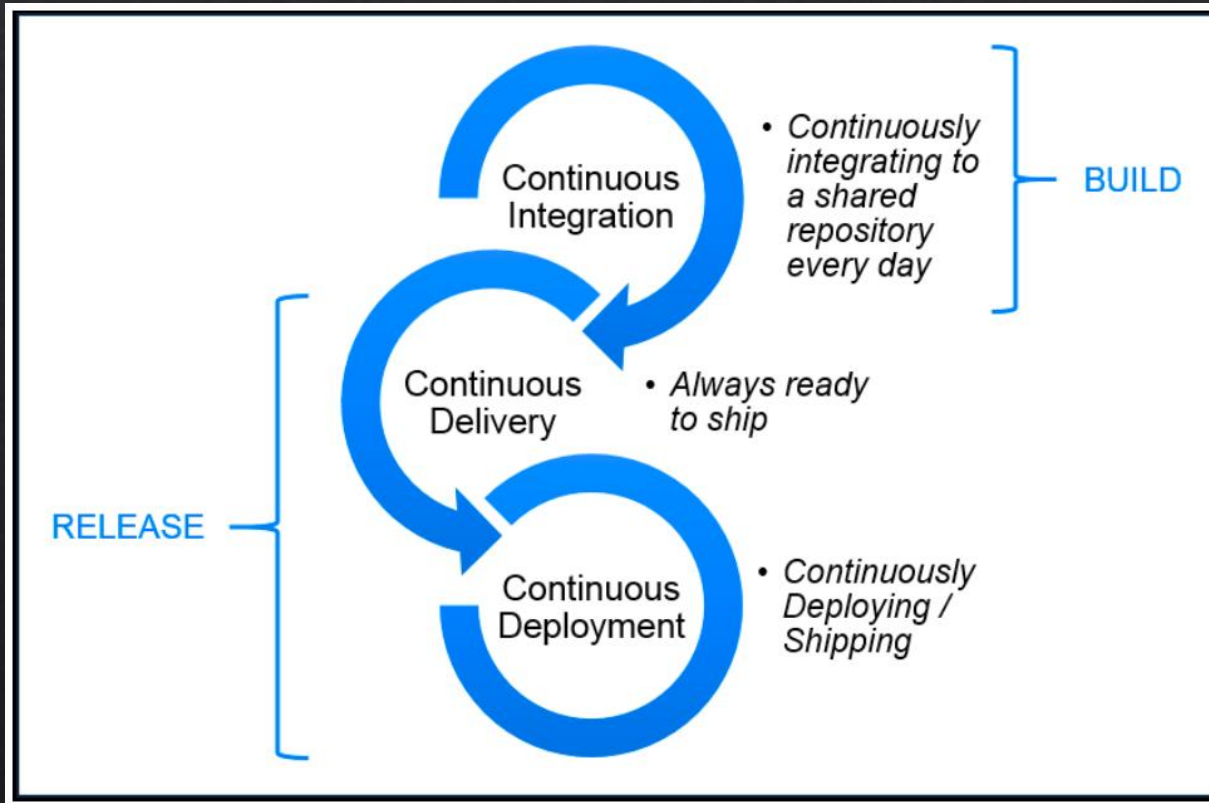 Continuous
Integration
• Continuously
integrating to
a shared
repository
every day
BUILD
Continuous
Delivery
• Always ready
to ship
RELEASE
Continuous
Deployment
• Continuously
Deploying /
Shipping